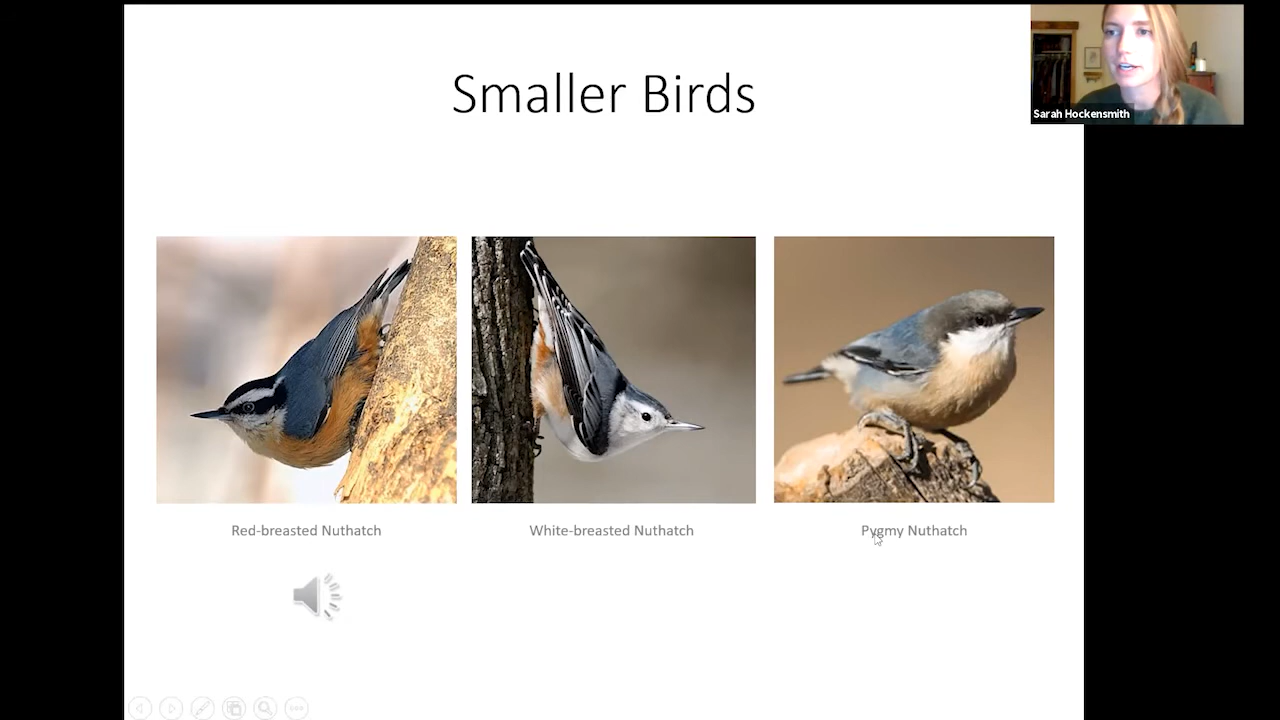 Smaller Birds
Sarah Hockensmith
Red-breasted Nuthatch
White-breasted Nuthatch
Pygmy Nuthatch